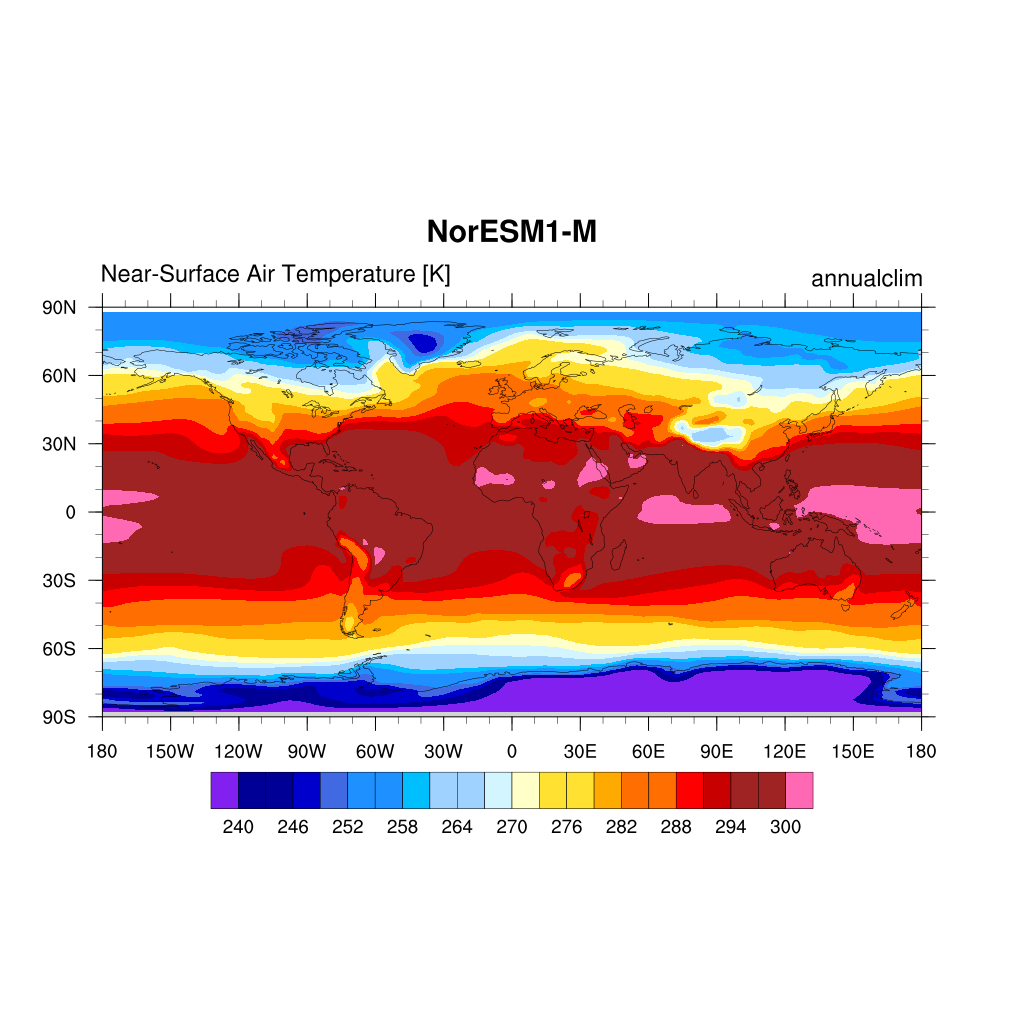 NorESM1-M
Near-Surface Air Temperature [K]
annualclim
90N
60N
30N
0
30S
60S
90S
180 150W 120W 90W 60W 30W 0 30E 60E 90E 120E 150E 180
240 246 252 258 264 270 276 282 288 294 300